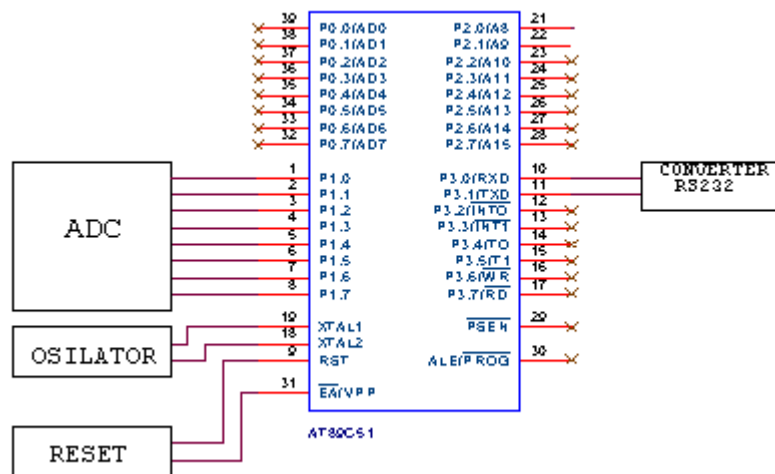 39 P0.0/AD0 P2.0/A8 21
38 P0.1/AD1 P2.1/A9 22
37 P0.2/AD2 P2.2/A10 23
36 P0.3/AD3 P2.3/A11 24
35 P0.4/AD4 P2.4/A12 25
34 P0.5/AD5 P2.5/A13 26
33 P0.6/AD6 P2.6/A14 27
32 P0.7/AD7 P2.7/A15 28
1 P1.0 P3.0/RXD 10 CONVERTER
2 P1.1 P3.1/TXD 11 RS232
3 P1.2 P3.2/INTO 12
ADC 4 P1.3 P3.3/INT1 13
5 P1.4 P3.4/TO 14
6 P1.5 P3.5/T1 15
7 P1.6 P3.6/WR 16
8 P1.7 P3.7/RD 17
19 XTAL1 PSEN 29
18 XTAL2
OSILATOR 9 RST ALE/PROG 30
31 EA/VPP
RESET
AT89C51